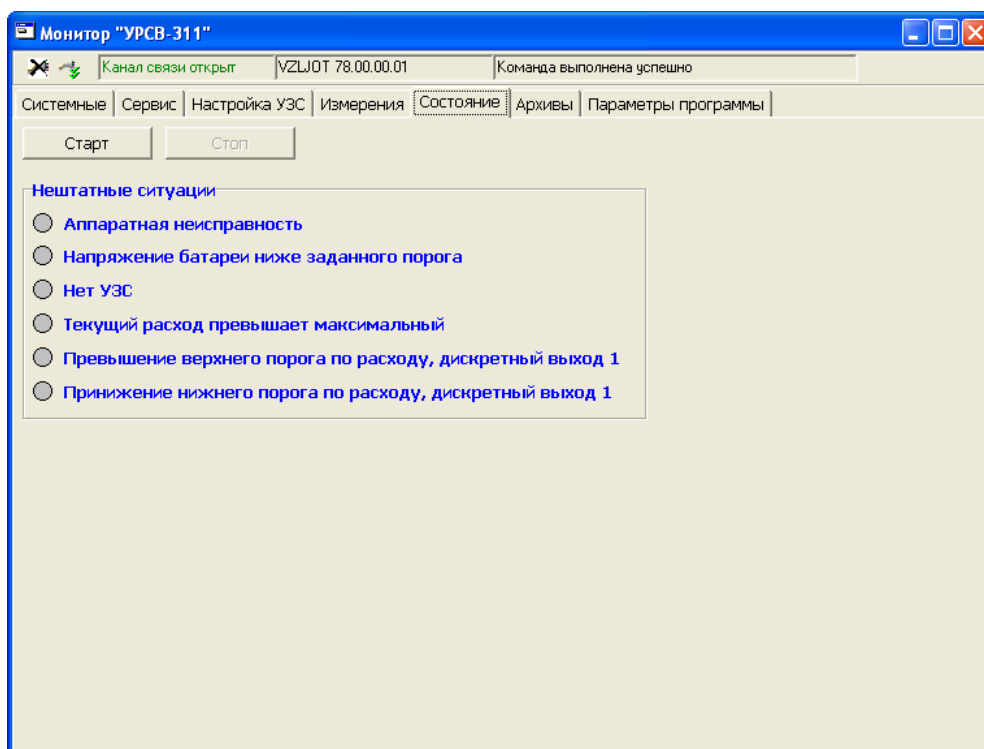 Монитор "УРСВ-311"
Канал связи открыт VZLJOT 78.00.00.01 Команда выполнена успешно
Системные Сервис Настройка УЗС Измерения Состояние Архивы Параметры программы
Старт Стоп
Нештатные ситуации
Аппаратная неисправность
Напряжение батареи ниже заданного порога
Нет УЗС
Текущий расход превышает максимальный
Превышение верхнего порога по расходу, дискретный выход 1
Принижение нижнего порога по расходу, дискретный выход 1